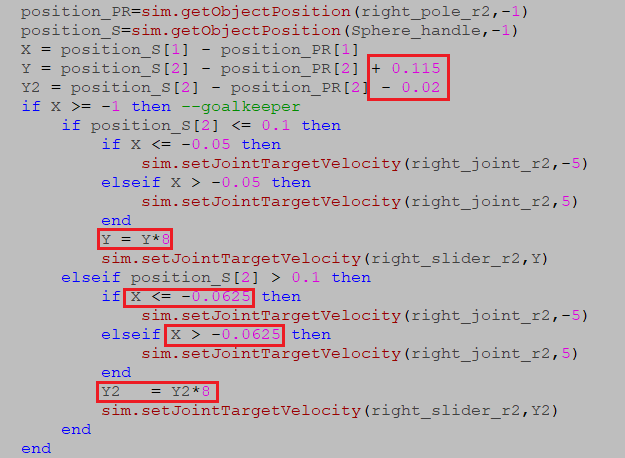 position_PR=sim.getObjectPosition(right_pole_r2,-1)
position_S=sim.getObjectPosition(Sphere_handle,-1)
X = position_S[1] - position_PR[1]
Y = position_S[2] - position_PR[2] + 0.115
Y2 = position_S[2] - position_PR[2] - 0.02
if X >= -1 then --goalkeeper
    if position_S[2] <= 0.1 then
        if X <= -0.05 then
            sim.setJointTargetVelocity(right_joint_r2,-5)
        elseif X > -0.05 then
            sim.setJointTargetVelocity(right_joint_r2,5)
        end
        Y = Y*8
        sim.setJointTargetVelocity(right_slider_r2,Y)
    elseif position_S[2] > 0.1 then
        if X <= -0.0625 then
            sim.setJointTargetVelocity(right_joint_r2,-5)
        elseif X > -0.0625 then
            sim.setJointTargetVelocity(right_joint_r2,5)
        end
        Y2   = Y2*8
        sim.setJointTargetVelocity(right_slider_r2,Y2)
    end
end